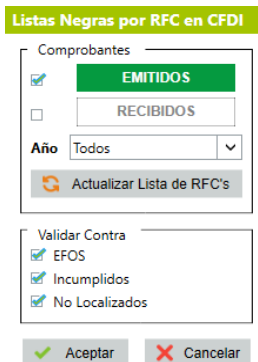 Listas Negras por RFC en CFDI
Comprobantes
EMITIDOS
RECIBIDOS
Año Todos
Actualizar Lista de RFC's
Validar Contra
EFOS
Incumplidos
No Localizados
Aceptar Cancelar